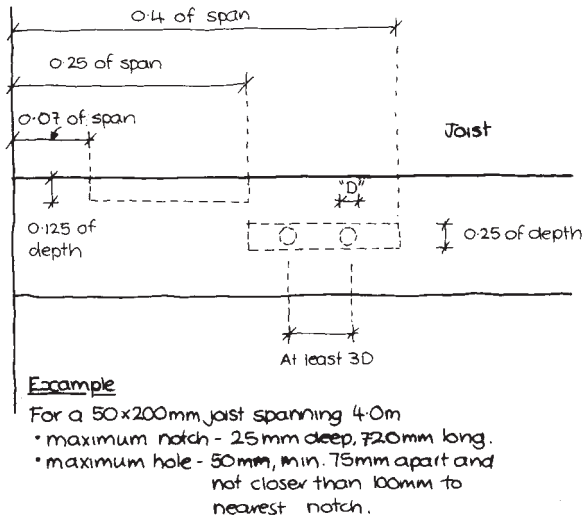 0.4 of span
0.25 of span
0.07 of span
Joist
"D"
0.125 of
depth
0.25 of depth
At least 3D
Example
For a 50x200mm joist spanning 4.0m
• maximum notch - 25mm deep, 720mm long.
• maximum hole - 50mm, min. 75mm apart and
not closer than 100mm to
nearest notch.